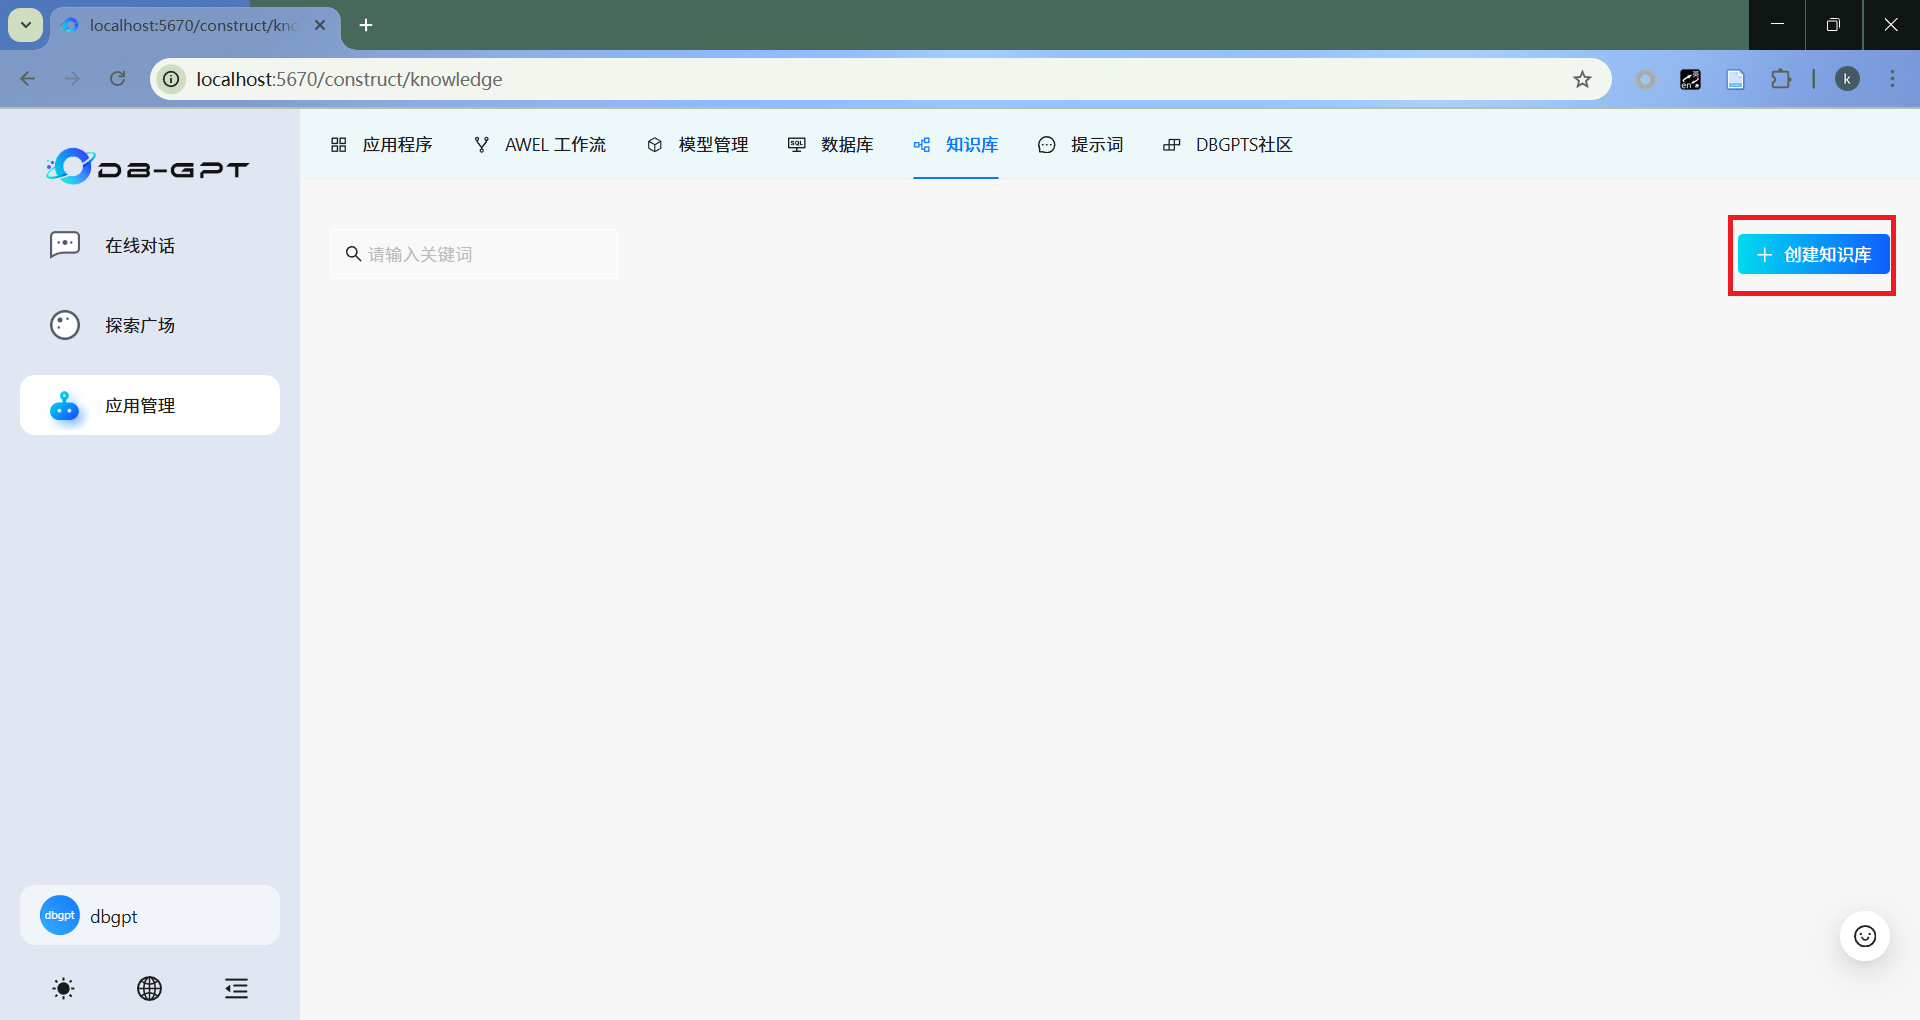 localhost:5670/construct/kno
localhost:5670/construct/knowledge
en 英
k
DB-GPT
应用程序 AWEL 工作流 模型管理 SQL 数据库 知识库 提示词 DBGPTS社区
请输入关键词
创建知识库
在线对话
探索广场
应用管理
dbgpt dbgpt